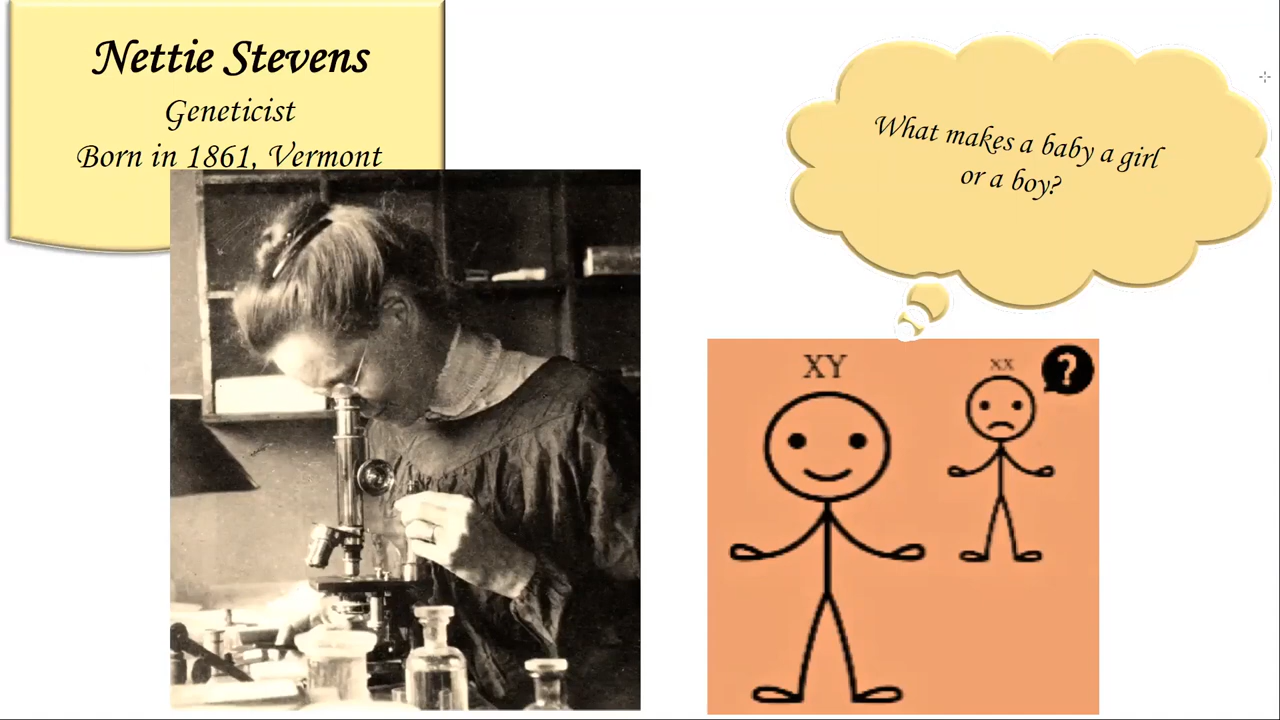 Nettie Stevens
Geneticist
Born in 1861, Vermont
What makes a baby a girl
or a boy?
XY
xx
?